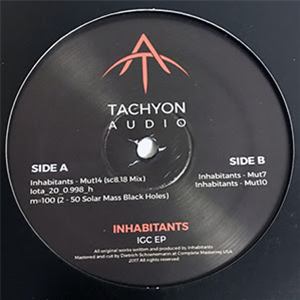 TACHYON
AUDIO
SIDE A
Inhabitants - Mut14 (sc8.18 Mix)
Iota_20_0.998_h
m=100 (2 - 50 Solar Mass Black Holes)
SIDE B
Inhabitants - Mut7
Inhabitants - Mut10
INHABITANTS
IGC EP
All original works written and produced by Inhabitants
Mastered and cut by Dietrich Schoenemann at Complete Mastering USA
2017 All rights reserved